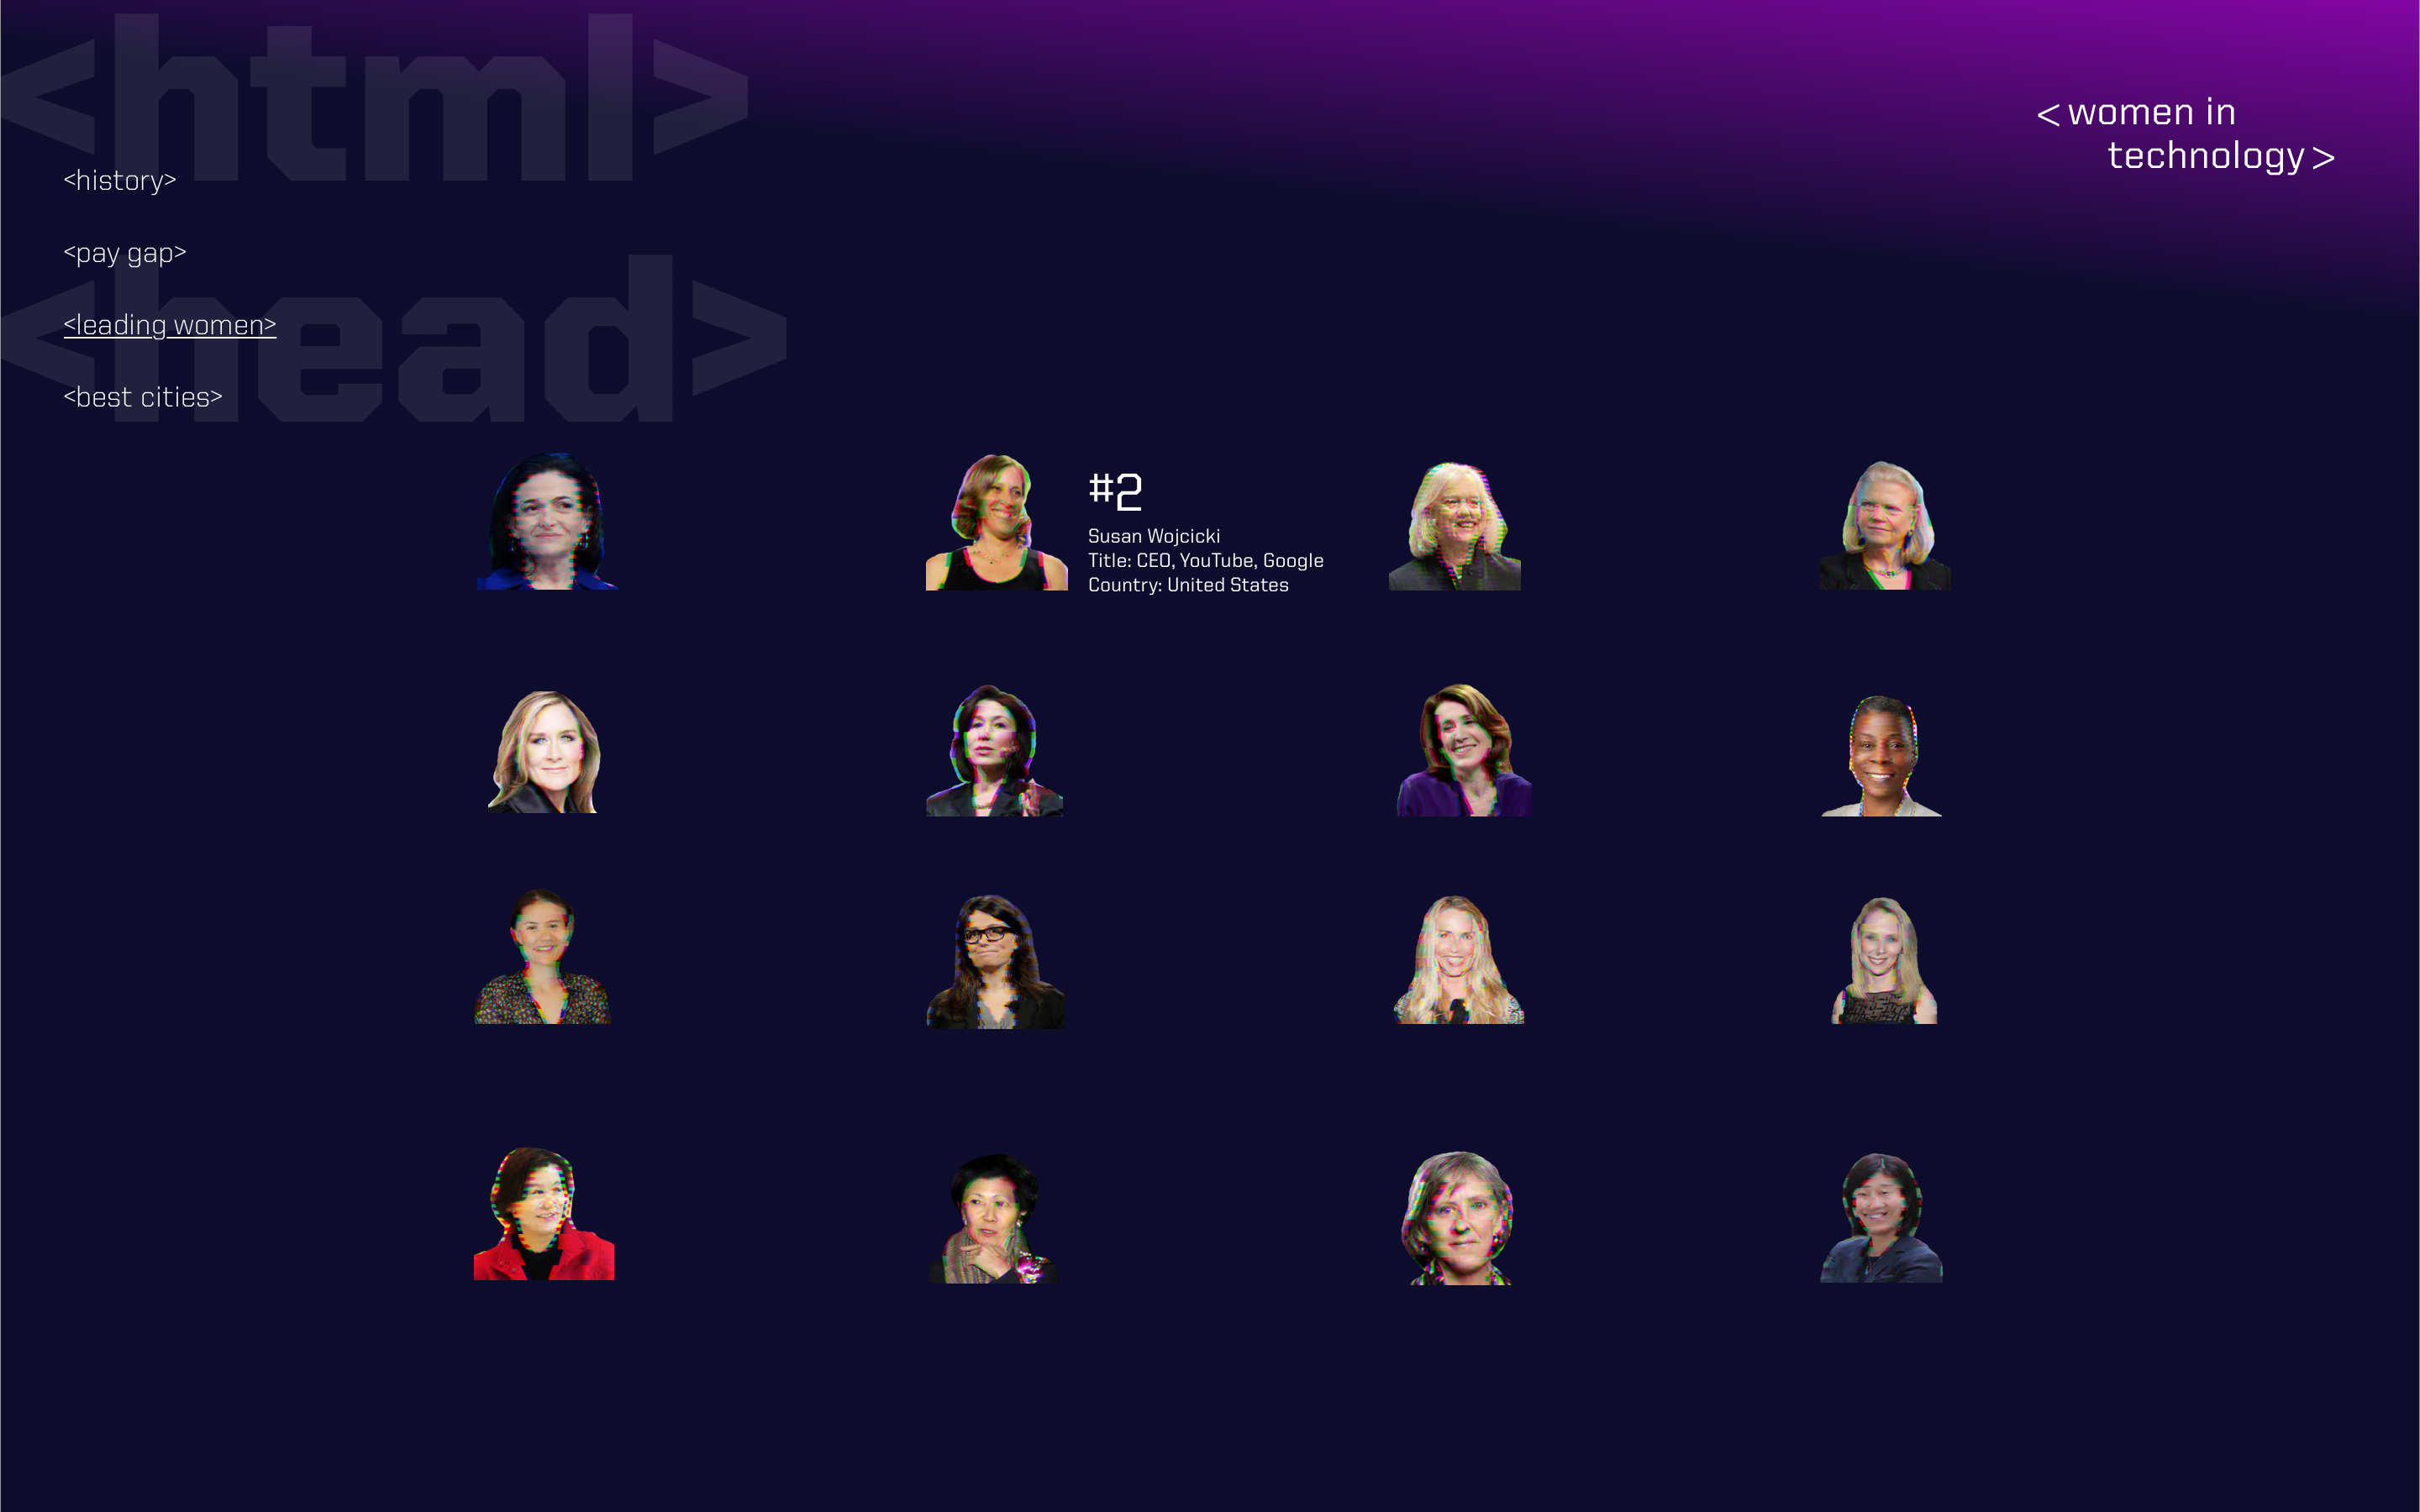 <html>
< women in
technology >
<history>
<pay gap>
<head>
<leading women>
<best cities>
#2
Susan Wojcicki
Title: CEO, YouTube, Google
Country: United States